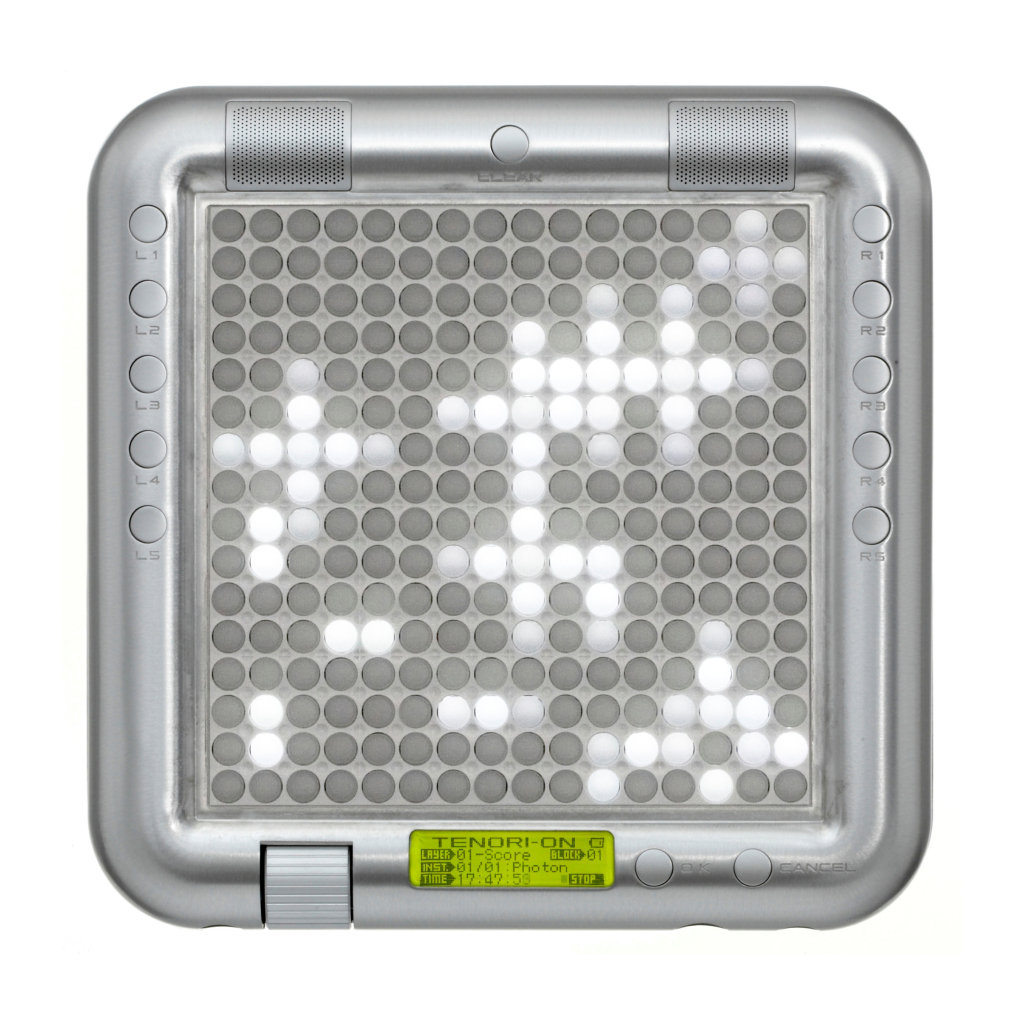 CLEAR
L1
R1
L2
R2
L3
R3
L4
R4
L5
R5
TENORI-ON
LAYER 01-Score BLOCK 01
INST. 01/01:Photon
TIME 17:47:59 STOP
OK
CANCEL